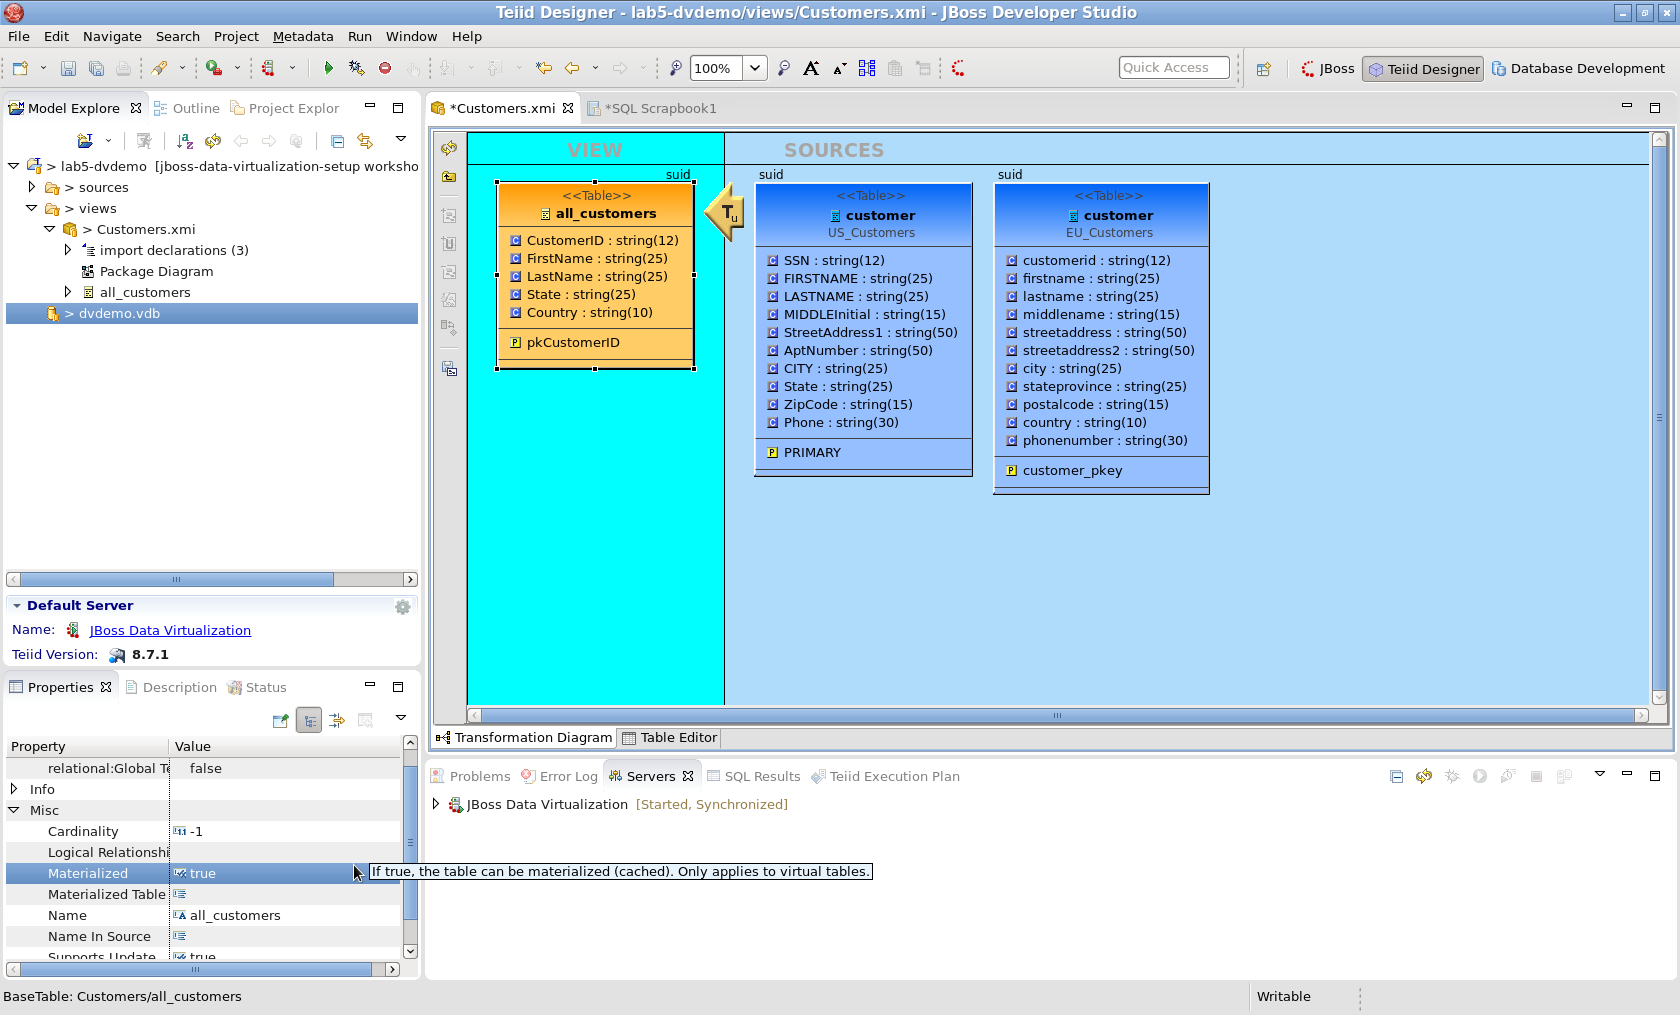 Teiid Designer - lab5-dvdemo/views/Customers.xmi - JBoss Developer Studio
File Edit Navigate Search Project Metadata Run Window Help
100% Quick Access JBoss Teiid Designer Database Development
Model Explore Outline Project Explor
> lab5-dvdemo [jboss-data-virtualization-setup worksho
> sources
> views
> Customers.xmi
import declarations (3)
Package Diagram
all_customers
> dvdemo.vdb
Default Server
Name: JBoss Data Virtualization
Teiid Version: 8.7.1
Properties Description Status
Property Value
relational:Global Te false
Info
Misc
Cardinality -1
Logical Relationshi
Materialized true
Materialized Table
Name all_customers
Name In Source
Supports Update true
If true, the table can be materialized (cached). Only applies to virtual tables.
*Customers.xmi *SQL Scrapbook1
VIEW SOURCES
suid
<<Table>>
all_customers
CustomerID : string(12)
FirstName : string(25)
LastName : string(25)
State : string(25)
Country : string(10)
pkCustomerID
Tu
suid
<<Table>>
customer
US_Customers
SSN : string(12)
FIRSTNAME : string(25)
LASTNAME : string(25)
MIDDLEInitial : string(15)
StreetAddress1 : string(50)
AptNumber : string(50)
CITY : string(25)
State : string(25)
ZipCode : string(15)
Phone : string(30)
PRIMARY
suid
<<Table>>
customer
EU_Customers
customerid : string(12)
firstname : string(25)
lastname : string(25)
middlename : string(15)
streetaddress : string(50)
streetaddress2 : string(50)
city : string(25)
stateprovince : string(25)
postalcode : string(15)
country : string(10)
phonenumber : string(30)
customer_pkey
Transformation Diagram Table Editor
Problems Error Log Servers SQL Results Teiid Execution Plan
JBoss Data Virtualization [Started, Synchronized]
BaseTable: Customers/all_customers Writable